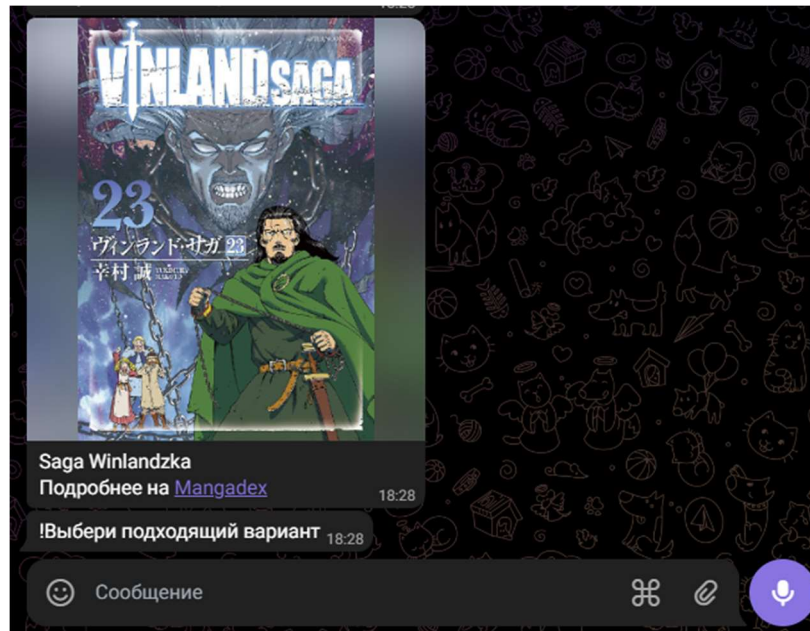 18:28
VINLAND SAGA
23
ヴィンランド・サガ 23
幸村 誠
Saga Winlandzka
Подробнее на Mangadex
18:28
!Выбери подходящий вариант 18:28
Сообщение